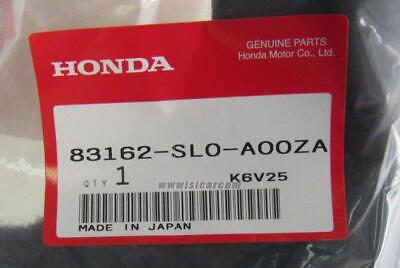 GENUINE PARTS
Honda Motor Co., Ltd.
HONDA
83162-SL0-A00ZA
QTY 1 K6V25
www.isicar.com
MADE IN JAPAN